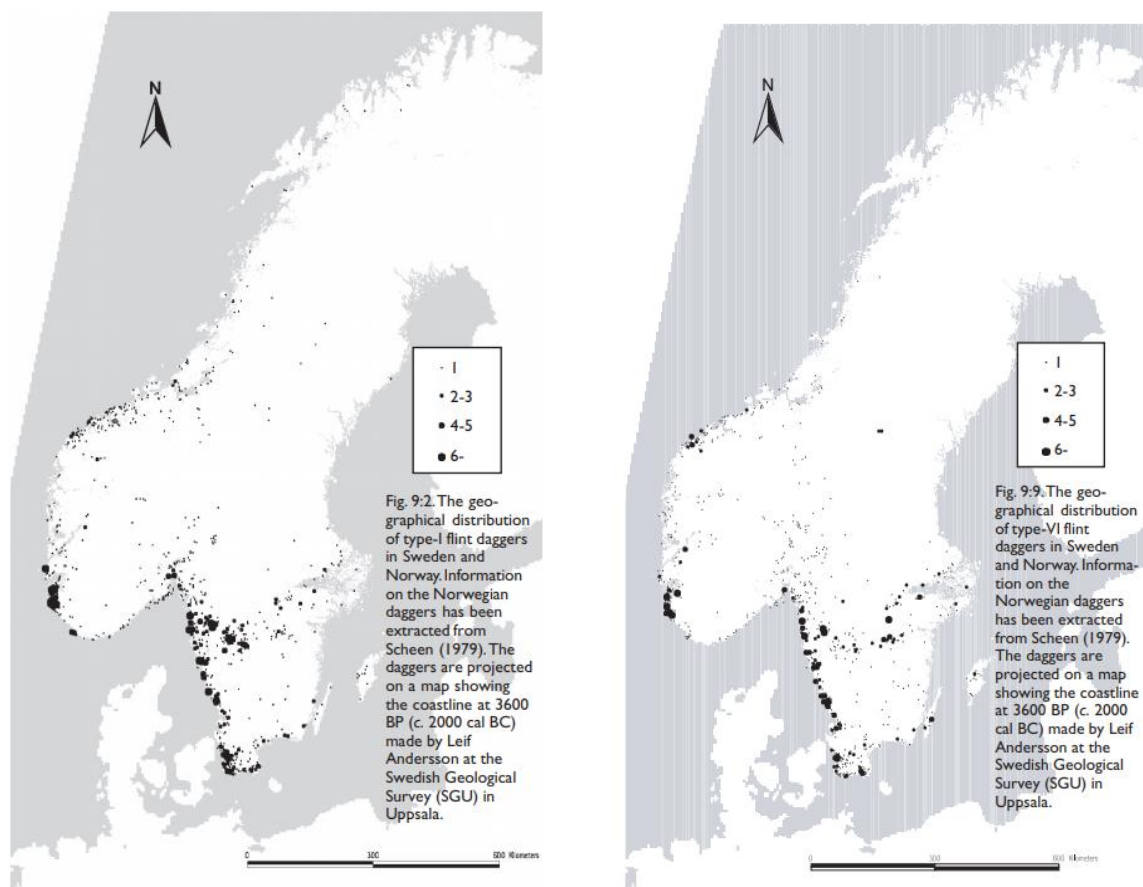 N
1
2-3
4-5
6-
Fig. 9:2. The geo-
graphical distribution
of type-I flint daggers
in Sweden and
Norway. Information
on the Norwegian
daggers has been
extracted from
Scheen (1979). The
daggers are projected
on a map showing
the coastline at 3600
BP (c. 2000 cal BC)
made by Leif
Andersson at the
Swedish Geological
Survey (SGU) in
Uppsala.
0 300 600 Kilometers
N
1
2-3
4-5
6-
Fig. 9:9. The geo-
graphical distribution
of type-VI flint
daggers in Sweden
and Norway. Informa-
tion on the
Norwegian daggers
has been extracted
from Scheen (1979).
The daggers are
projected on a map
showing the coastline
at 3600 BP (c. 2000
cal BC) made by Leif
Andersson at the
Swedish Geological
Survey (SGU) in
Uppsala.
0 300 600 Kilometers